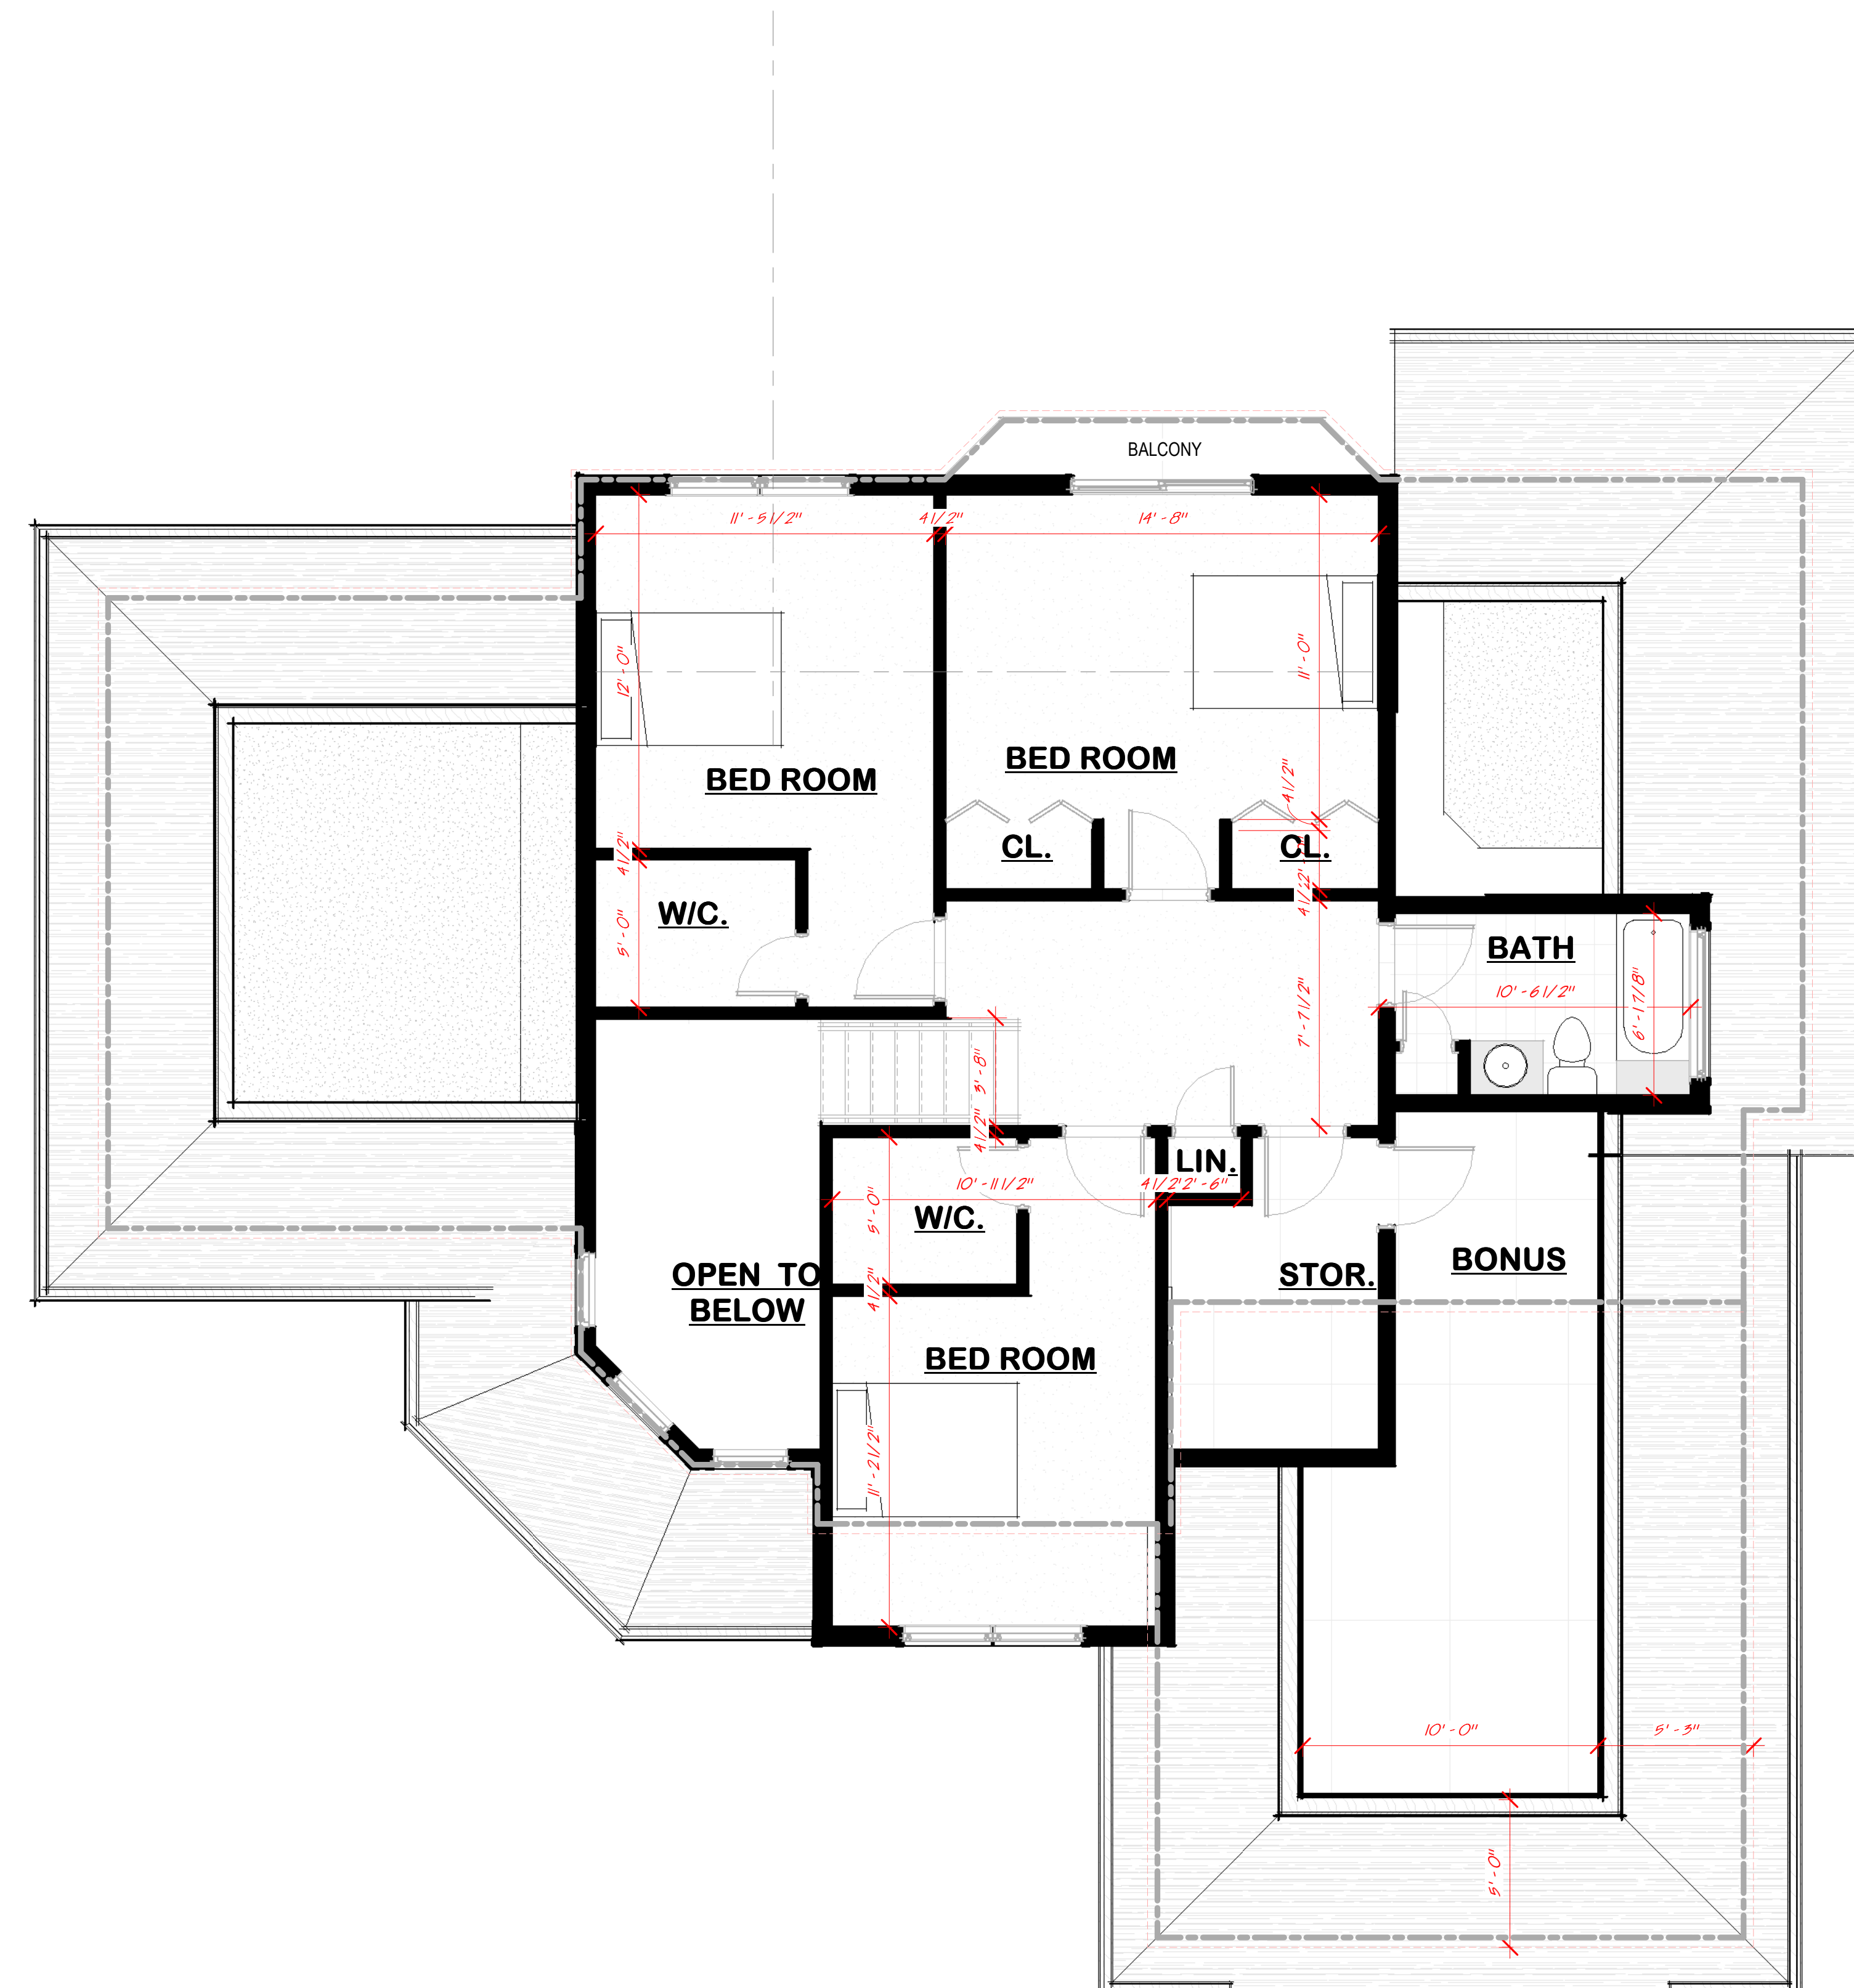 BALCONY
11' - 5 1/2"
4 1/2"
14' - 8"
12' - 0"
11' - 0"
BED ROOM
BED ROOM
4 1/2"
4 1/2"
CL.
CL.
4 1/2"
W/C.
5' - 0"
BATH
10' - 6 1/2"
6' - 1 7/8"
7' - 7 1/2"
3' - 8"
4 1/2"
LIN.
10' - 11 1/2"
4 1/2"
2' - 6"
5' - 0"
W/C.
OPEN TO
BELOW
4 1/2"
STOR.
BONUS
BED ROOM
11' - 2 1/2"
10' - 0"
5' - 3"
5' - 0"